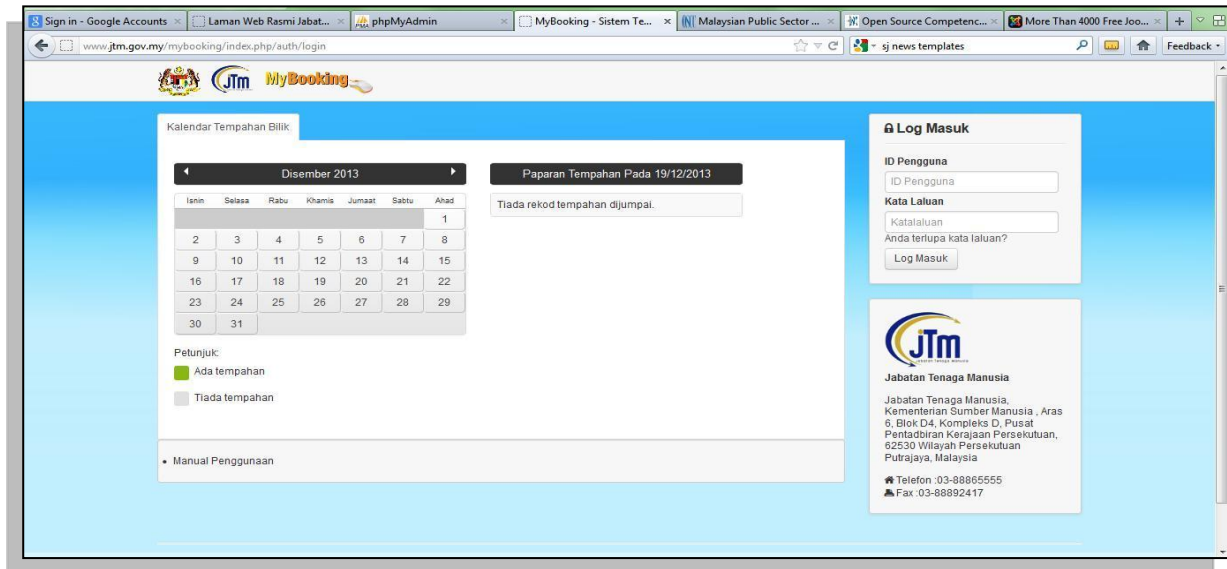 Sign in - Google Accounts
Laman Web Rasmi Jabat...
phpMyAdmin
MyBooking - Sistem Te...
Malaysian Public Sector ...
Open Source Competenc...
More Than 4000 Free Joo...
www.jtm.gov.my/mybooking/index.php/auth/login
sj news templates
Feedback
JTM MyBooking
Kalendar Tempahan Bilik
Disember 2013
Isnin Selasa Rabu Khamis Jumaat Sabtu Ahad
1
2 3 4 5 6 7 8
9 10 11 12 13 14 15
16 17 18 19 20 21 22
23 24 25 26 27 28 29
30 31
Petunjuk:
Ada tempahan
Tiada tempahan
Paparan Tempahan Pada 19/12/2013
Tiada rekod tempahan dijumpai.
• Manual Penggunaan
Log Masuk
ID Pengguna
ID Pengguna
Kata Laluan
Katalaluan
Anda terlupa kata laluan?
Log Masuk
JTM
Jabatan Tenaga Manusia
Jabatan Tenaga Manusia,
Kementerian Sumber Manusia , Aras
6, Blok D4, Kompleks D, Pusat
Pentadbiran Kerajaan Persekutuan,
62530 Wilayah Persekutuan
Putrajaya, Malaysia
Telefon :03-88865555
Fax :03-88892417